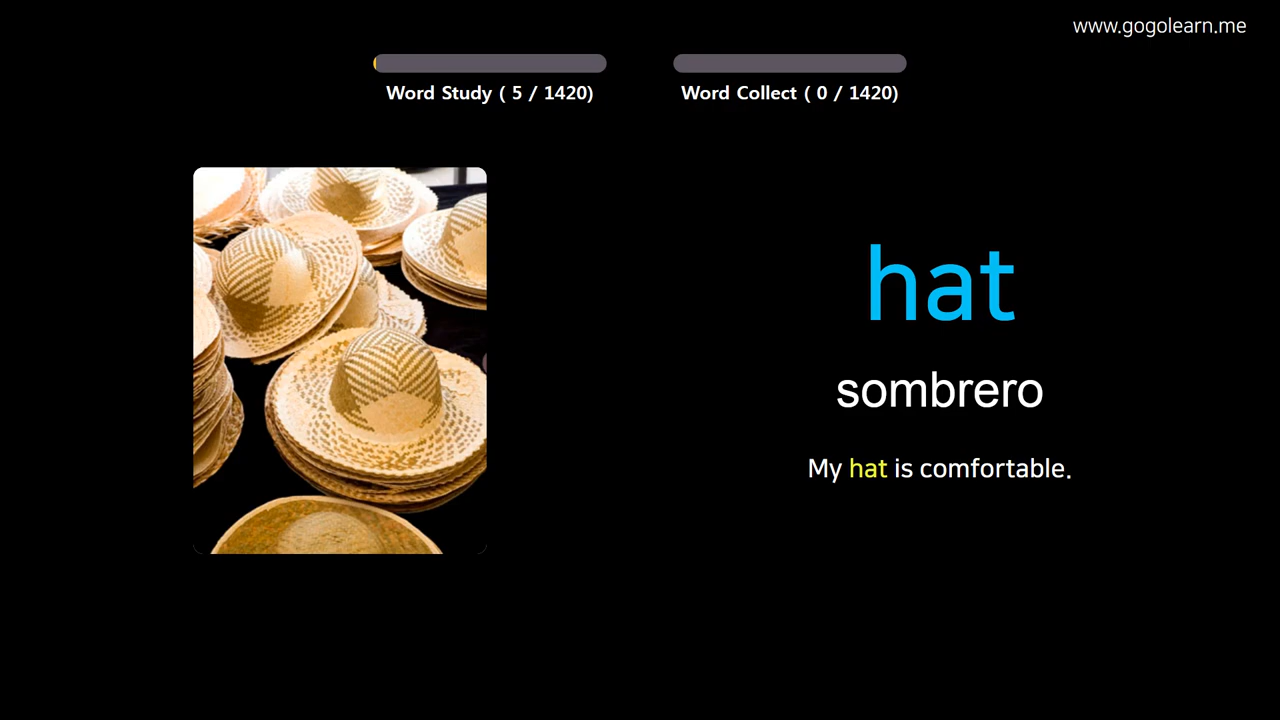 www.gogolearn.me
Word Study ( 5 / 1420)
Word Collect ( 0 / 1420)
hat
sombrero
My hat is comfortable.